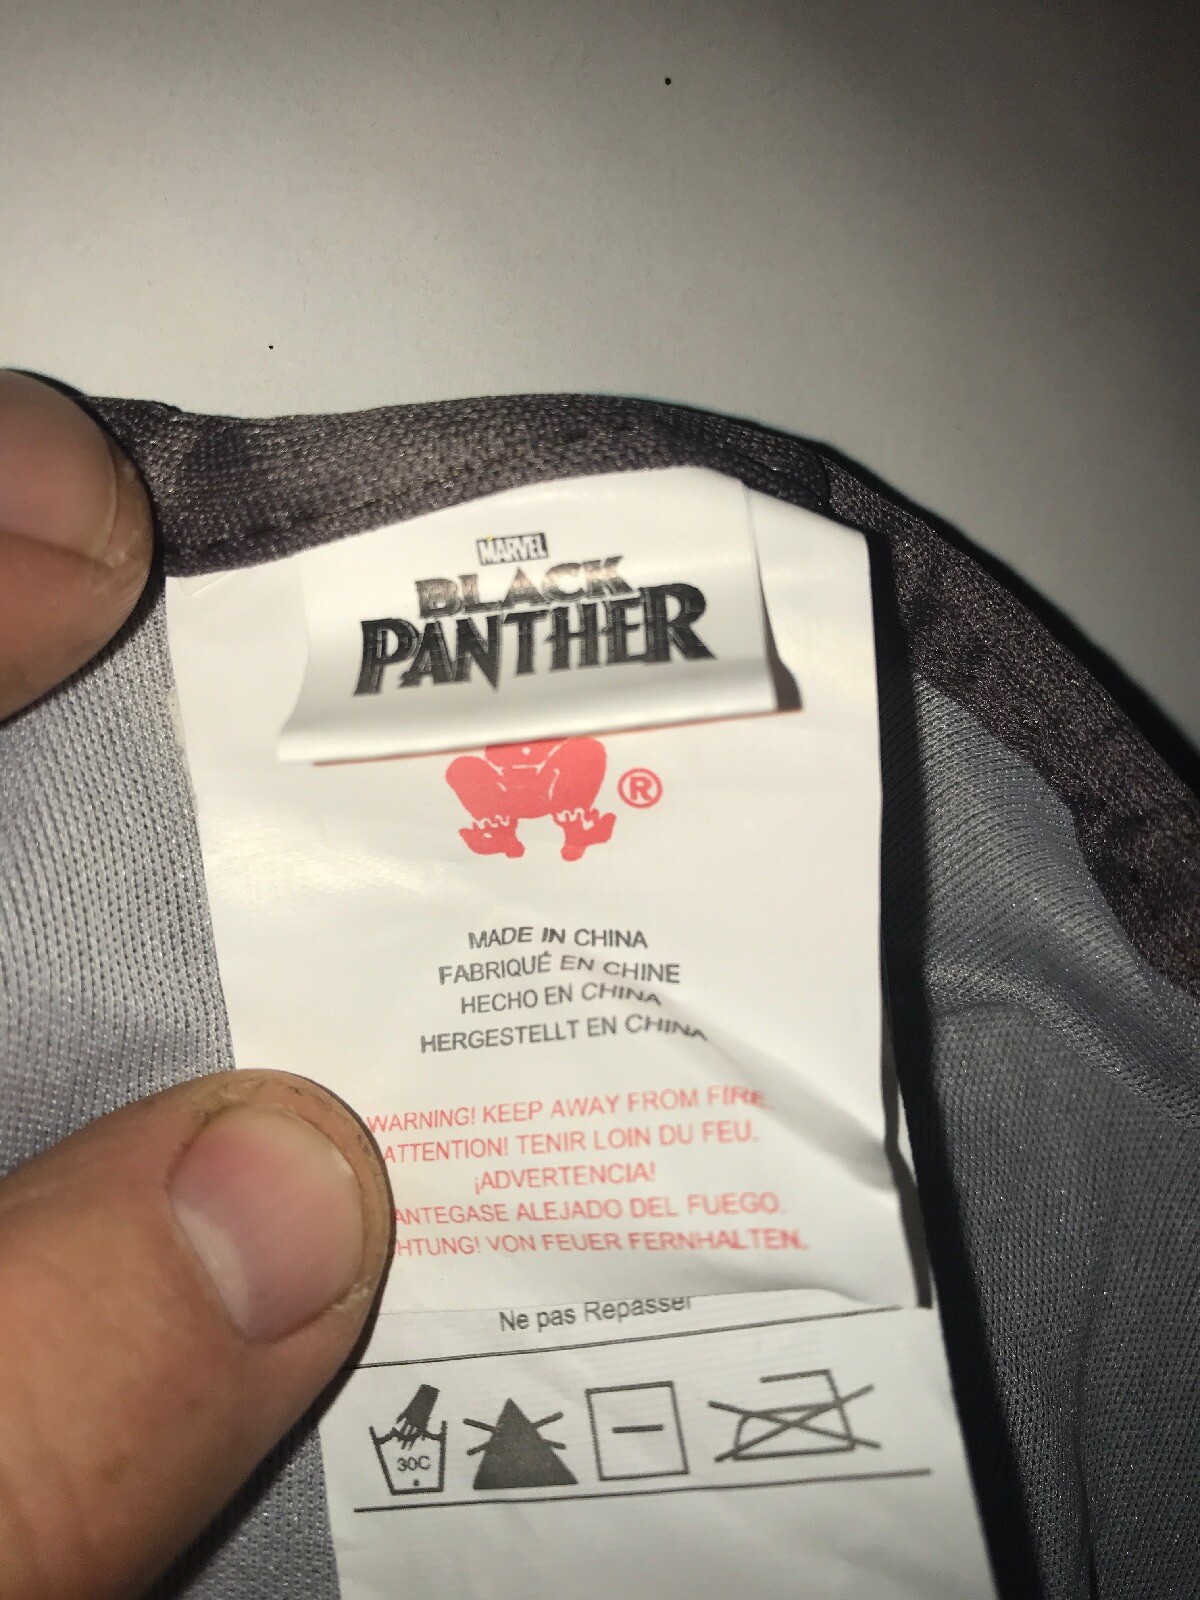 MARVEL
BLACK
PANTHER
®
MADE IN CHINA
FABRIQUÉ EN CHINE
HECHO EN CHINA
HERGESTELLT EN CHINA
WARNING! KEEP AWAY FROM FIRE.
ATTENTION! TENIR LOIN DU FEU.
¡ADVERTENCIA!
ANTEGASE ALEJADO DEL FUEGO.
HTUNG! VON FEUER FERNHALTEN.
Ne pas Repasser
30C